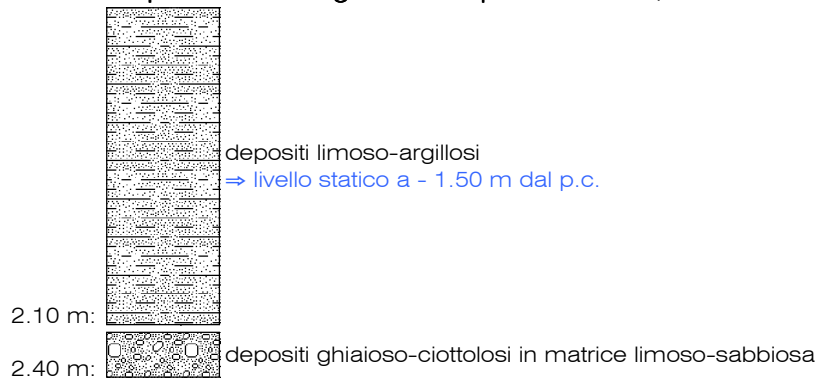 depositi limoso-argillosi
⇒ livello statico a - 1.50 m dal p.c.
2.10 m:
depositi ghiaioso-ciottolosi in matrice limoso-sabbiosa
2.40 m: